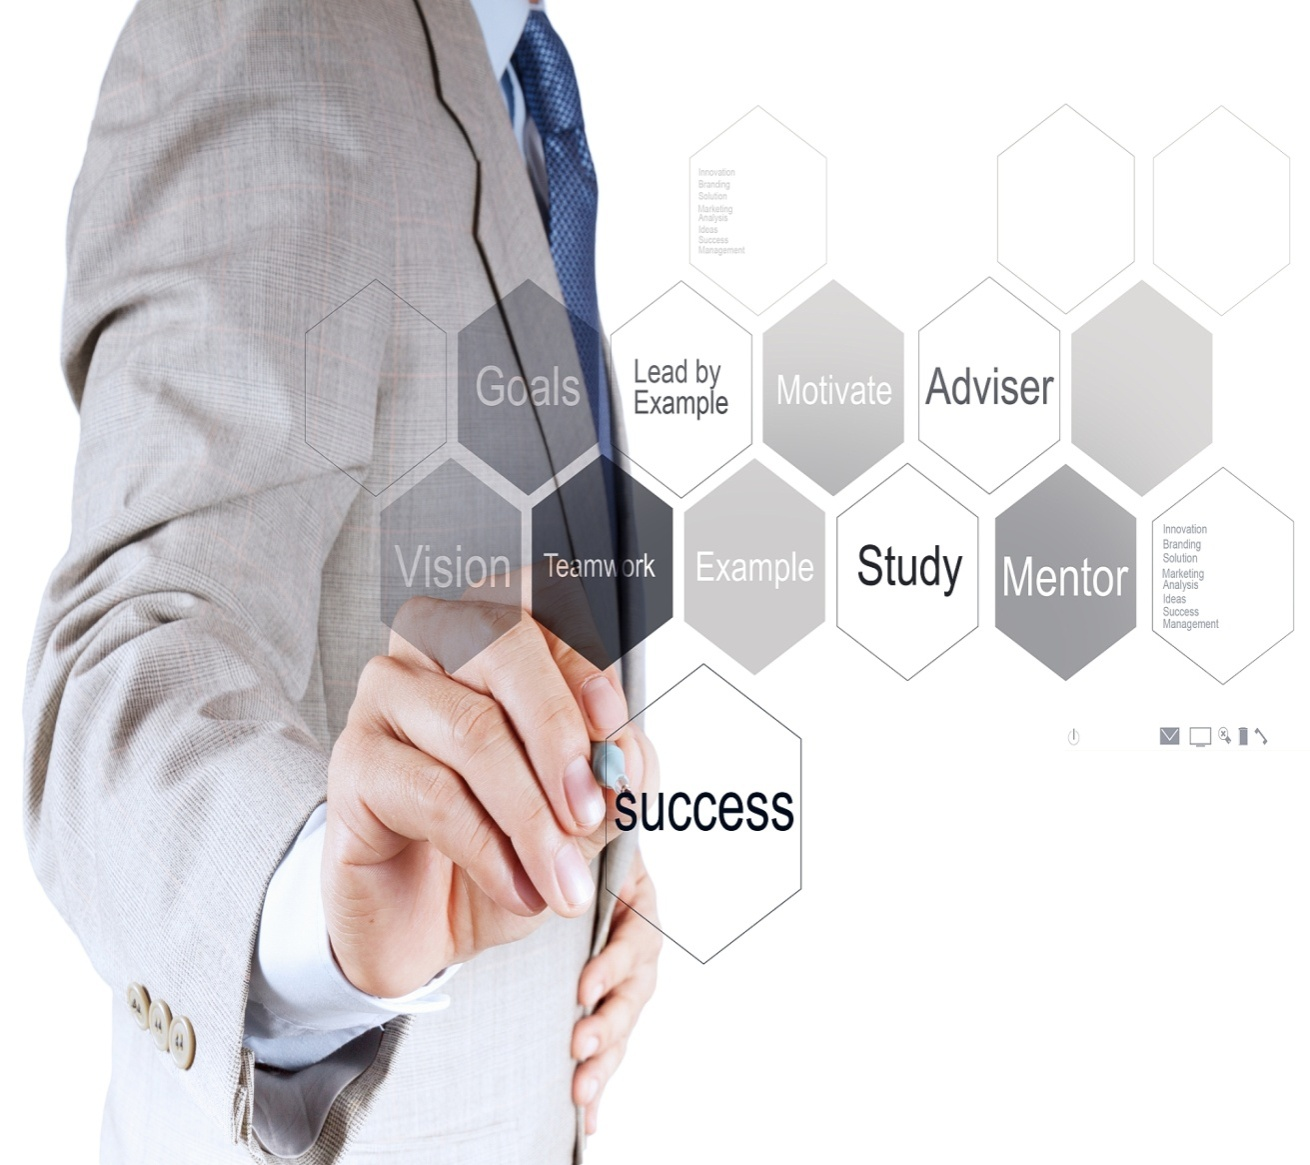 Innovation
Branding
Solution
Marketing
Analysis
Ideas
Success
Management
Goals
Lead by
Example
Motivate
Adviser
Vision
Teamwork
Example
Study
Mentor
Innovation
Branding
Solution
Marketing
Analysis
Ideas
Success
Management
success